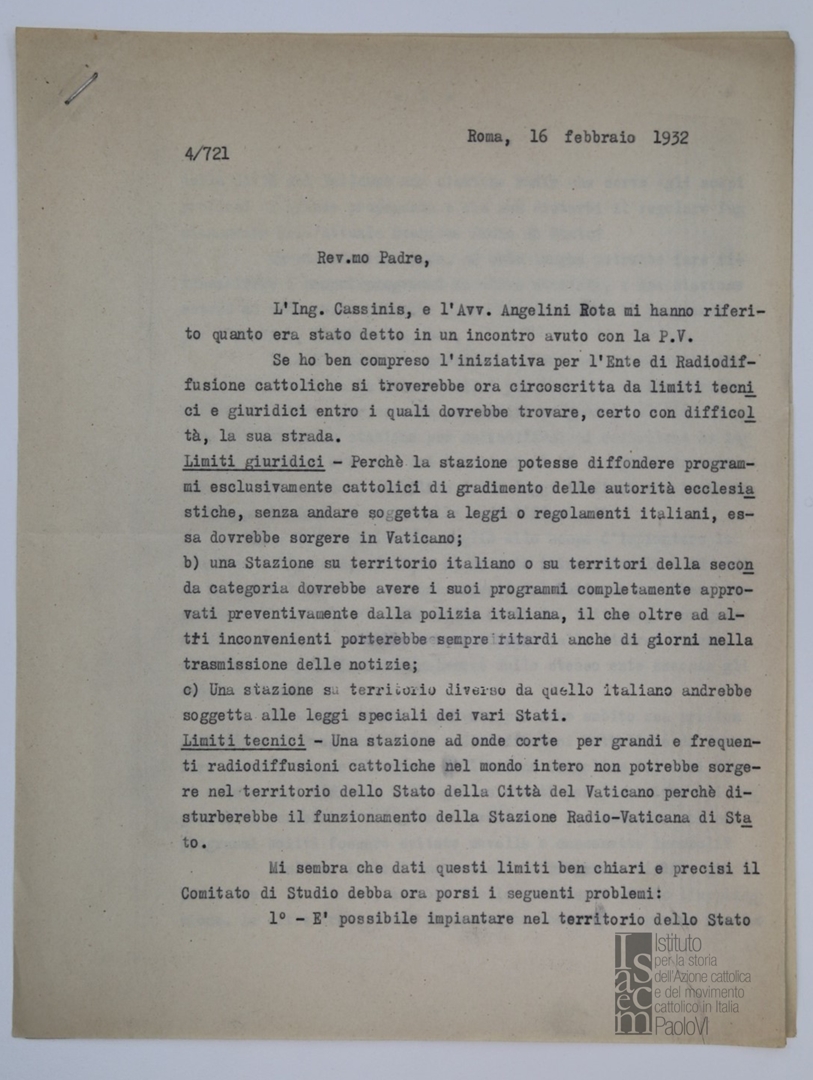 Roma, 16 febbraio 1932
4/721
Rev.mo Padre,
L'Ing. Cassinis, e l'Avv. Angelini Rota mi hanno riferi-
to quanto era stato detto in un incontro avuto con la P.V.
Se ho ben compreso l'iniziativa per l'Ente di Radiodif-
fusione cattoliche si troverebbe ora circoscritta da limiti tecni
ci e giuridici entro i quali dovrebbe trovare, certo con difficol
tà, la sua strada.
Limiti giuridici - Perchè la stazione potesse diffondere program-
mi esclusivamente cattolici di gradimento delle autorità ecclesia
stiche, senza andare soggetta a leggi o regolamenti italiani, es-
sa dovrebbe sorgere in Vaticano;
b) una Stazione su territorio italiano o su territori della secon
da categoria dovrebbe avere i suoi programmi completamente appro-
vati preventivamente dalla polizia italiana, il che oltre ad al-
tri inconvenienti porterebbe sempre ritardi anche di giorni nella
trasmissione delle notizie;
c) Una stazione su territorio diverso da quello italiano andrebbe
soggetta alle leggi speciali dei vari Stati.
Limiti tecnici - Una stazione ad onde corte per grandi e frequen-
ti radiodiffusioni cattoliche nel mondo intero non potrebbe sorge-
re nel territorio dello Stato della Città del Vaticano perchè di-
sturberebbe il funzionamento della Stazione Radio-Vaticana di Sta
to.
Mi sembra che dati questi limiti ben chiari e precisi il
Comitato di Studio debba ora porsi i seguenti problemi:
1° - E' possibile impiantare nel territorio dello Stato
Isacem
Istituto
per la storia
dell'Azione cattolica
e del movimento
cattolico in Italia
Paolo VI